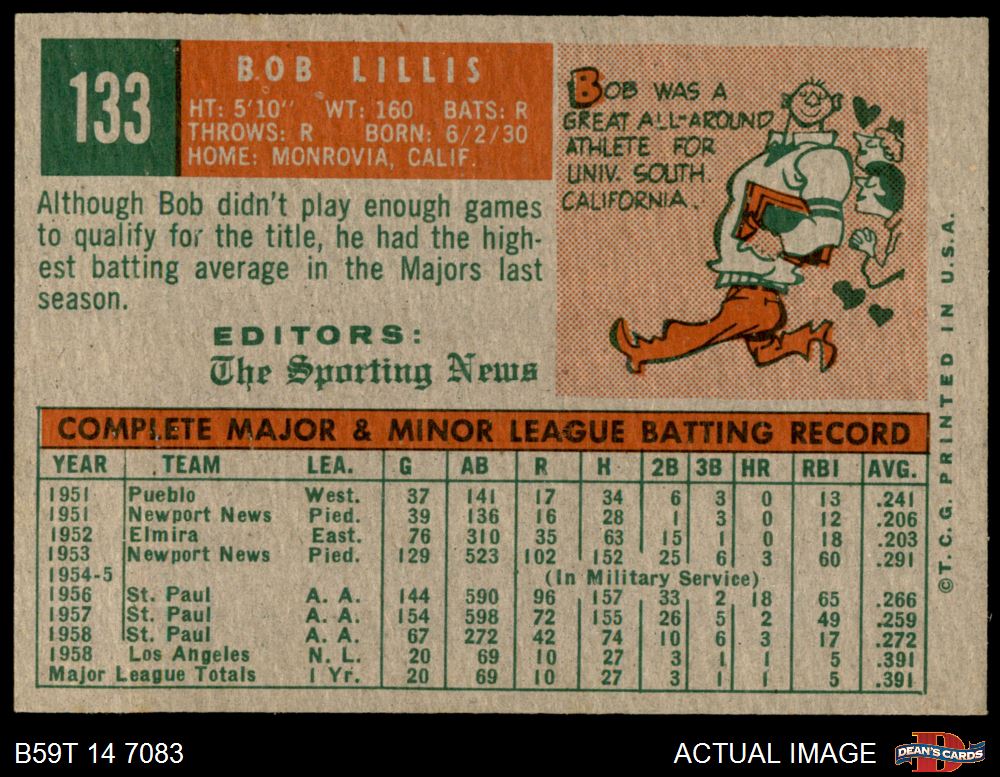 133
BOB LILLIS
HT: 5'10" WT: 160 BATS: R
THROWS: R BORN: 6/2/30
HOME: MONROVIA, CALIF.
Although Bob didn't play enough games
to qualify for the title, he had the high-
est batting average in the Majors last
season.
EDITORS:
The Sporting News
BOB WAS A
GREAT ALL-AROUND
ATHLETE FOR
UNIV. SOUTH
CALIFORNIA.
COMPLETE MAJOR & MINOR LEAGUE BATTING RECORD
YEAR TEAM LEA. G AB R H 2B 3B HR RBI AVG.
1951 Pueblo West. 37 141 17 34 6 3 0 13 .241
1951 Newport News Pied. 39 136 16 28 1 3 0 12 .206
1952 Elmira East. 76 310 35 63 15 1 0 18 .203
1953 Newport News Pied. 129 523 102 152 25 6 3 60 .291
1954-5 (In Military Service)
1956 St. Paul A. A. 144 590 96 157 33 2 18 65 .266
1957 St. Paul A. A. 154 598 72 155 26 5 2 49 .259
1958 St. Paul A. A. 67 272 42 74 10 6 3 17 .272
1958 Los Angeles N. L. 20 69 10 27 3 1 1 5 .391
Major League Totals 1 Yr. 20 69 10 27 3 1 1 5 .391
©T.C.G. PRINTED IN U.S.A.
B59T 14 7083
ACTUAL IMAGE
DEAN'S CARDS